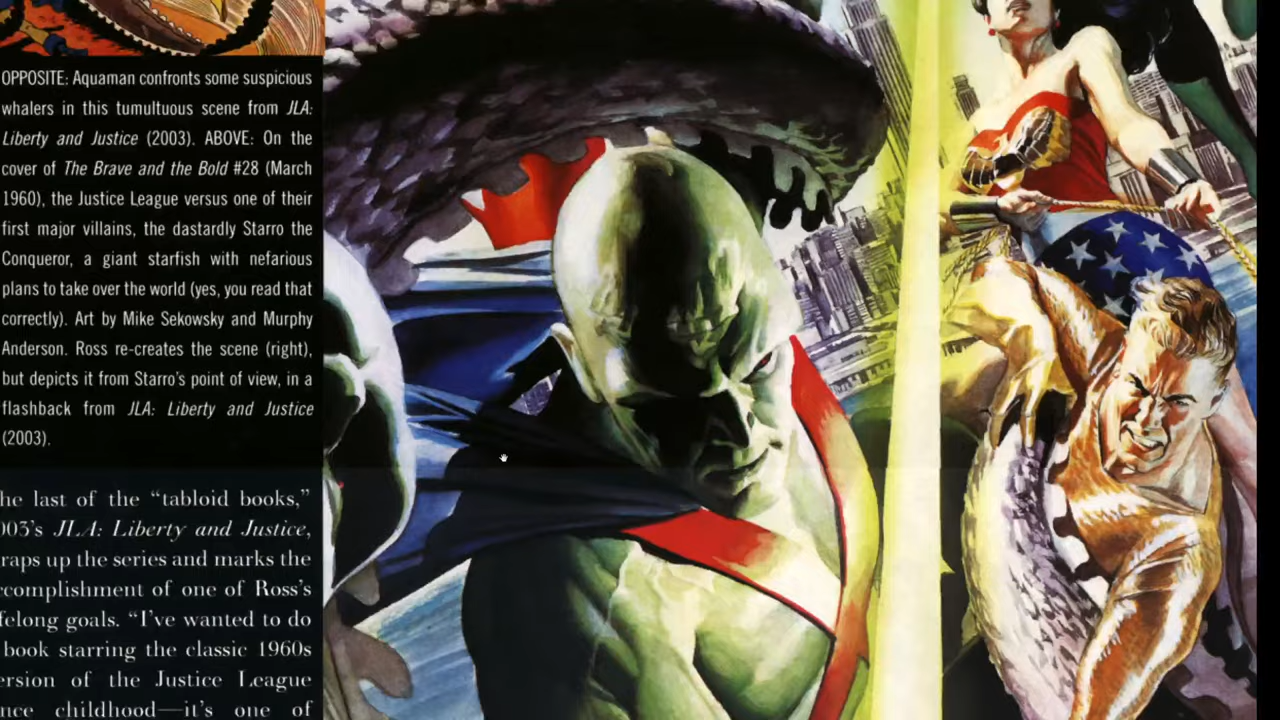 OPPOSITE: Aquaman confronts some suspicious
whalers in this tumultuous scene from JLA:
Liberty and Justice (2003). ABOVE: On the
cover of The Brave and the Bold #28 (March
1960), the Justice League versus one of their
first major villains, the dastardly Starro the
Conqueror, a giant starfish with nefarious
plans to take over the world (yes, you read that
correctly). Art by Mike Sekowsky and Murphy
Anderson. Ross re-creates the scene (right),
but depicts it from Starro’s point of view, in a
flashback from JLA: Liberty and Justice
(2003).
he last of the “tabloid books,”
003’s JLA: Liberty and Justice,
raps up the series and marks the
ccomplishment of one of Ross’s
felong goals. “I’ve wanted to do
book starring the classic 1960s
ersion of the Justice League
nce childhood—it’s one of